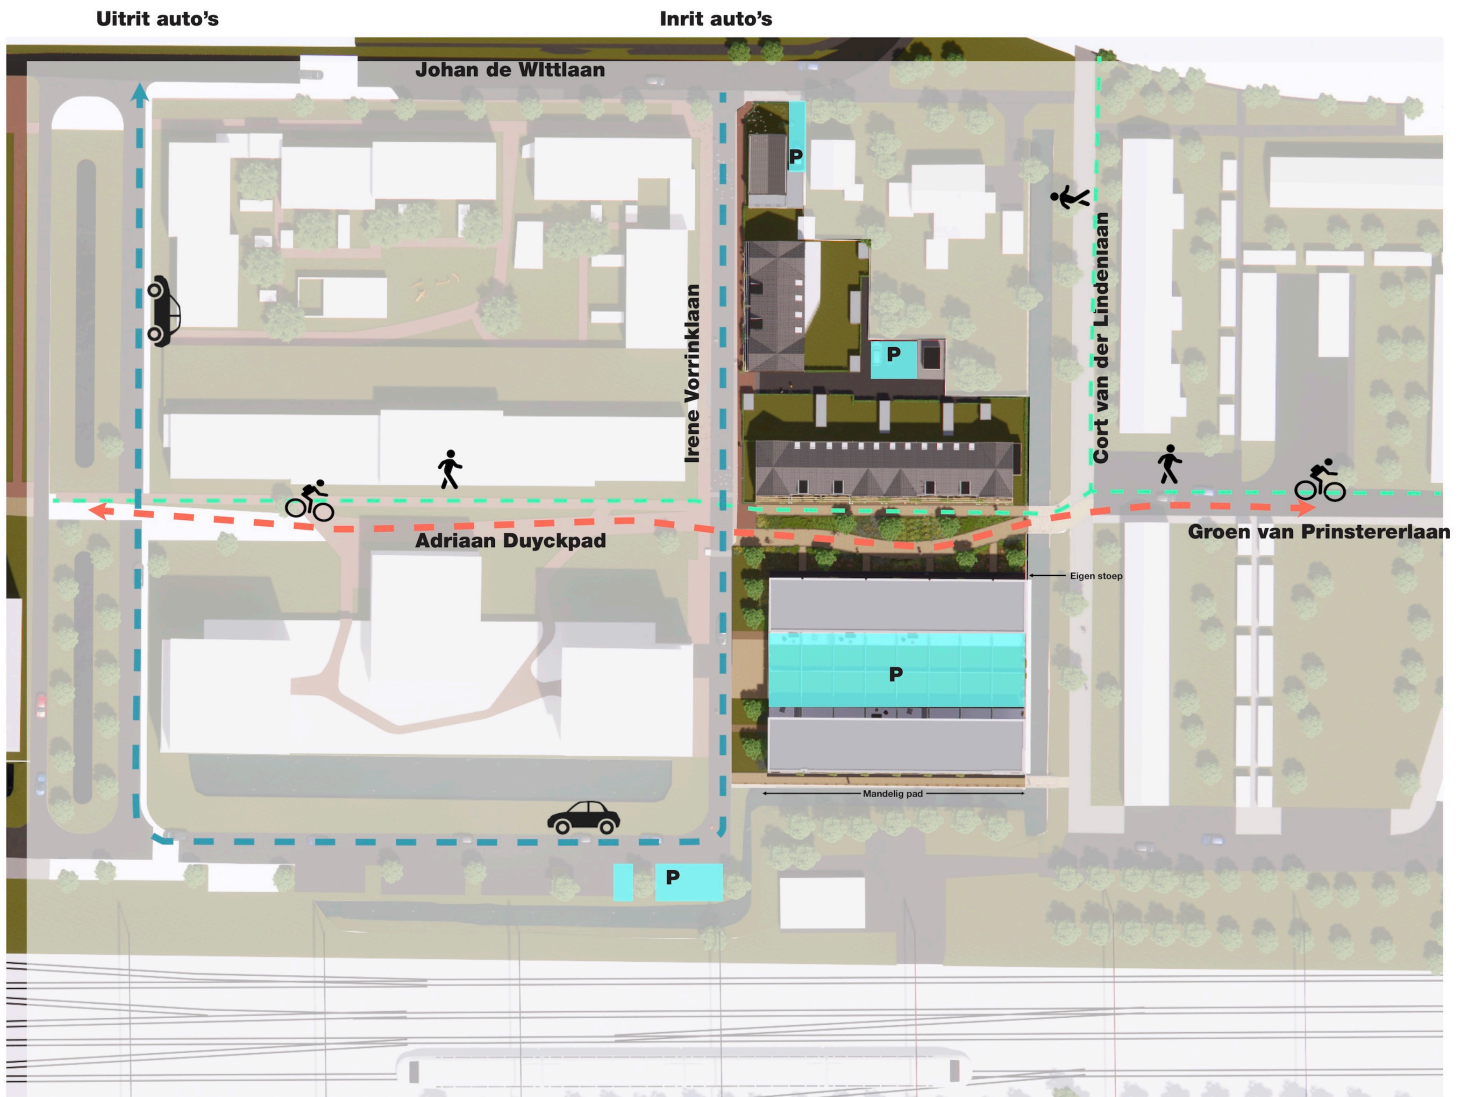 Uitrit auto's
Inrit auto's
Johan de WIttlaan
P
Irene Vorrinklaan
P
Cort van der Lindenlaan
Adriaan Duyckpad
Groen van Prinstererlaan
Eigen stoep
P
Mandelig pad
P